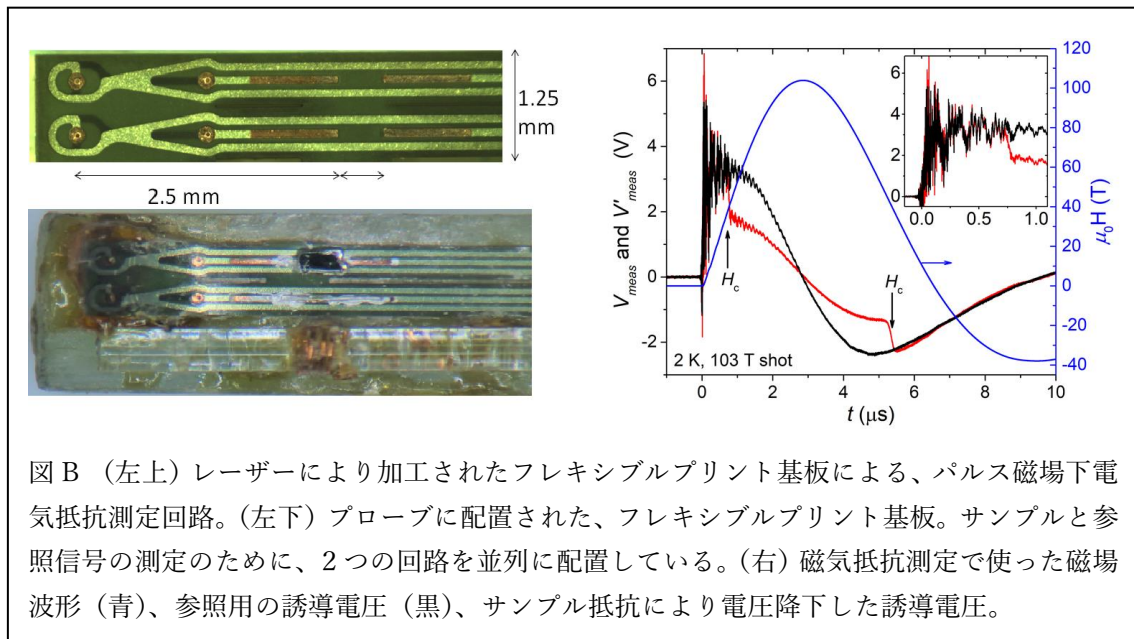 1.25
mm
2.5 mm
6
4
2
0
-2
V_meas and V'_meas (V)
0
2
4
6
8
10
t (μs)
120
100
80
60
40
20
0
-20
-40
μ₀H (T)
H_c
H_c
2 K, 103 T shot
6
4
2
0
0.0
0.5
1.0
図 B (左上) レーザーにより加工されたフレキシブルプリント基板による、パルス磁場下電
気抵抗測定回路。(左下) プローブに配置された、フレキシブルプリント基板。サンプルと参
照信号の測定のために、2 つの回路を並列に配置している。(右) 磁気抵抗測定で使った磁場
波形 (青)、参照用の誘導電圧 (黒)、サンプル抵抗により電圧降下した誘導電圧。